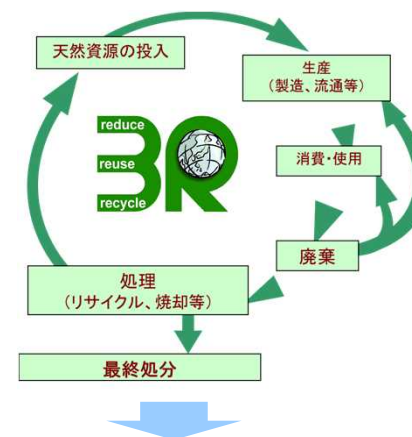 天然資源の投入
生産
(製造、流通等)
reduce
reuse
recycle
3R
消費・使用
廃棄
処理
(リサイクル、焼却等)
最終処分